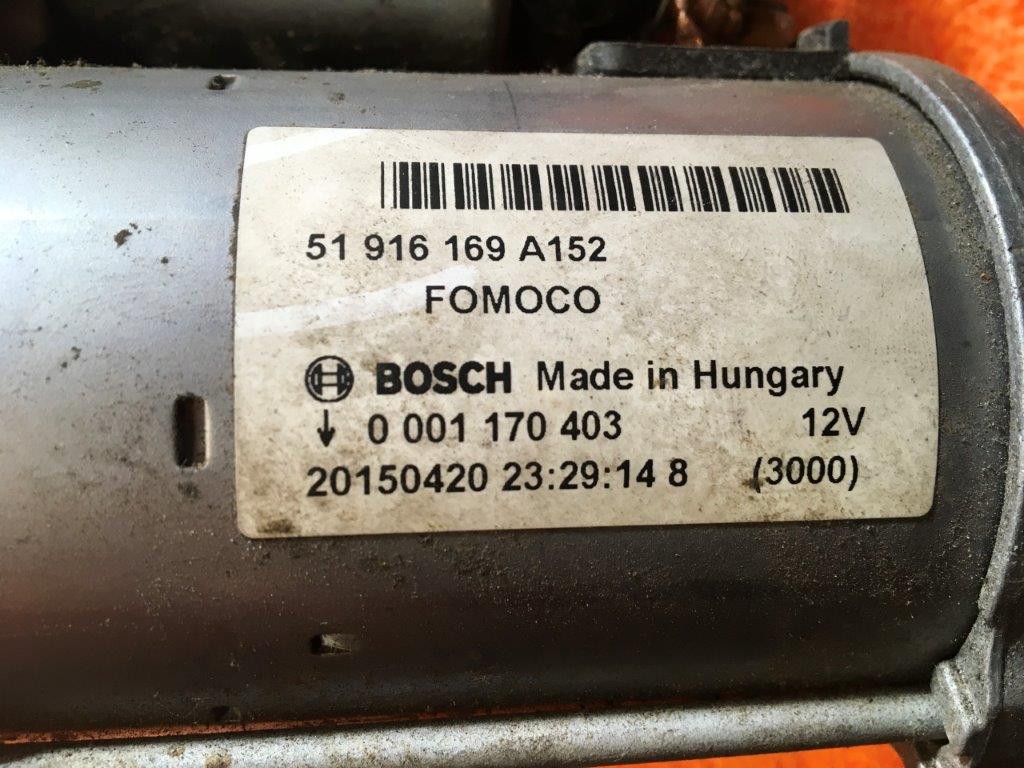 51 916 169 A152
FOMOCO
BOSCH Made in Hungary
↓ 0 001 170 403 12V
20150420 23:29:14 8 (3000)